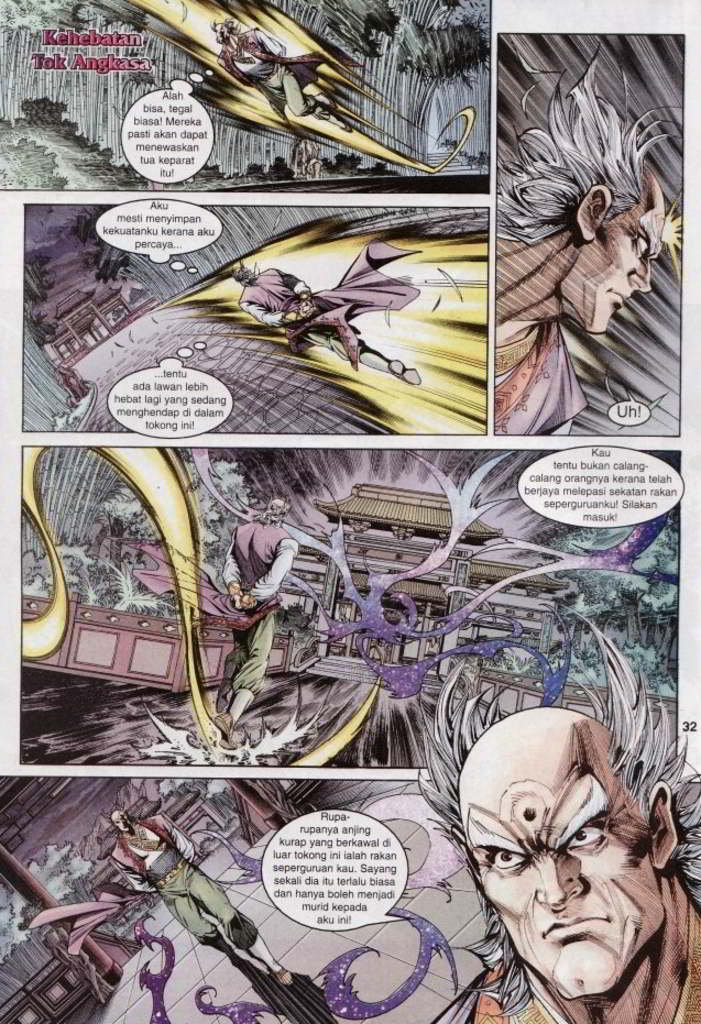 Kehebatan
Tok Angkasa
Alah
bisa, tegal
biasa! Mereka
pasti akan dapat
menewaskan
tua keparat
itu!
Aku
mesti menyimpan
kekuatanku kerana aku
percaya...
...tentu
ada lawan lebih
hebat lagi yang sedang
menghendap di dalam
tokong ini!
Uh!
Kau
tentu bukan calang-
calang orangnya kerana telah
berjaya melepasi sekatan rakan
seperguruanku! Silakan
masuk!
32
Rupa-
rupanya anjing
kurap yang berkawal di
luar tokong ini ialah rakan
seperguruan kau. Sayang
sekali dia itu terlalu biasa
dan hanya boleh menjadi
murid kepada
aku ini!